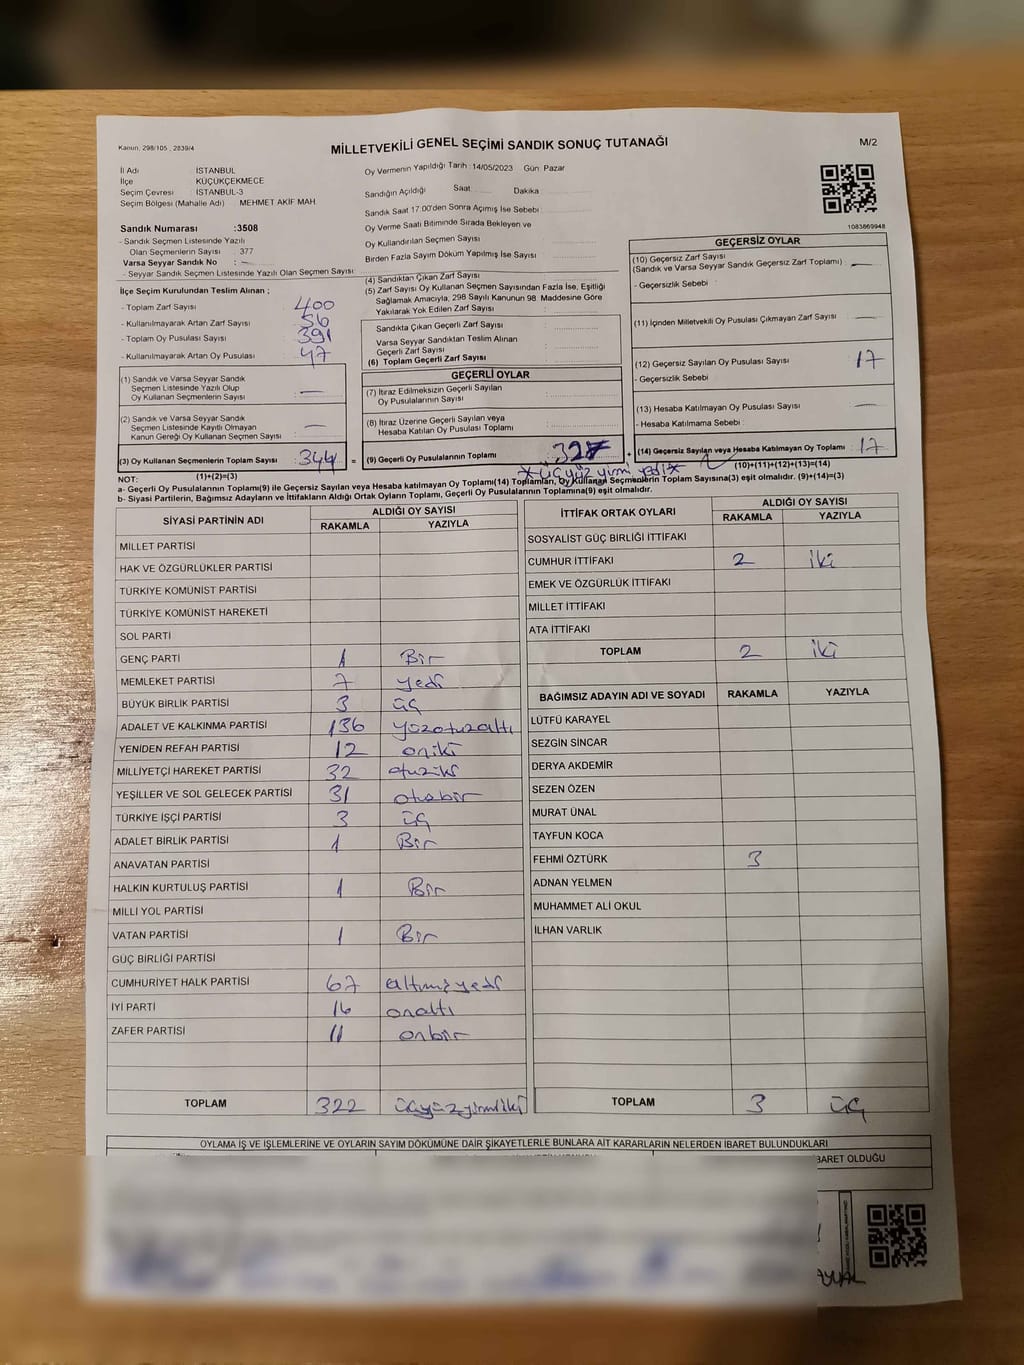 Kanun, 298/105 , 2839/4
MİLLETVEKİLİ GENEL SEÇİMİ SANDIK SONUÇ TUTANAĞI
M/2
İl Adı İSTANBUL
İlçe KÜÇÜKÇEKMECE
Seçim Çevresi : İSTANBUL-3
Seçim Bölgesi (Mahalle Adı) : MEHMET AKİF MAH.
Sandık Numarası :3508
- Sandık Seçmen Listesinde Yazılı
Olan Seçmenlerin Sayısı : 377
Varsa Seyyar Sandık No : —
- Seyyar Sandık Seçmen Listesinde Yazılı Olan Seçmen Sayısı:
İlçe Seçim Kurulundan Teslim Alınan ;
- Toplam Zarf Sayısı : 400
- Kullanılmayarak Artan Zarf Sayısı : 56
- Toplam Oy Pusulası Sayısı : 391
- Kullanılmayarak Artan Oy Pusulası : 47
(1) Sandık ve Varsa Seyyar Sandık
Seçmen Listesinde Yazılı Olup
Oy Kullanan Seçmenlerin Sayısı : —
(2) Sandık ve Varsa Seyyar Sandık
Seçmen Listesinde Kayıtlı Olmayan
Kanun Gereği Oy Kullanan Seçmen Sayısı : —
(3) Oy Kullanan Seçmenlerin Toplam Sayısı : 344 =
(1)+(2)=(3)
Oy Vermenin Yapıldığı Tarih : 14/05/2023 Gün: Pazar
Sandığın Açıldığı Saat: Dakika :
Sandık Saat 17:00'den Sonra Açmış İse Sebebi :
Oy Verme Saati Bitiminde Sırada Bekleyen ve
Oy Kullandırılan Seçmen Sayısı
Birden Fazla Sayım Döküm Yapılmış İse Sayısı :
(4) Sandıktan Çıkan Zarf Sayısı
(5) Zarf Sayısı Oy Kullanan Seçmen Sayısından Fazla İse, Eşitliği
Sağlamak Amacıyla, 298 Sayılı Kanunun 98. Maddesine Göre
Yakılarak Yok Edilen Zarf Sayısı :
Sandıkta Çıkan Geçerli Zarf Sayısı :
Varsa Seyyar Sandıktan Teslim Alınan
Geçerli Zarf Sayısı
(6) Toplam Geçerli Zarf Sayısı
GEÇERLİ OYLAR
(7) İtiraz Edilmeksizin Geçerli Sayılan
Oy Pusulalarının Sayısı
(8) İtiraz Üzerine Geçerli Sayılan veya
Hesaba Katılan Oy Pusulası Toplamı
(9) Geçerli Oy Pusulalarının Toplamı : 327 +
* üçyüz yirmi yedi *
1083869948
GEÇERSİZ OYLAR
(10) Geçersiz Zarf Sayısı
(Sandık ve Varsa Seyyar Sandık Geçersiz Zarf Toplamı) : —
- Geçersizlik Sebebi :
(11) İçinden Milletvekili Oy Pusulası Çıkmayan Zarf Sayısı : —
(12) Geçersiz Sayılan Oy Pusulası Sayısı : 17
- Geçersizlik Sebebi
(13) Hesaba Katılmayan Oy Pusulası Sayısı : —
- Hesaba Katılmama Sebebi :
(14) Geçersiz Sayılan veya Hesaba Katılmayan Oy Toplamı : 17
(10)+(11)+(12)+(13)=(14)
NOT:
a- Geçerli Oy Pusulalarının Toplamı(9) ile Geçersiz Sayılan veya Hesaba katılmayan Oy Toplamı(14) Toplamları, Oy Kullanan Seçmenlerin Toplam Sayısına(3) eşit olmalıdır. (9)+(14)=(3)
b- Siyasi Partilerin, Bağımsız Adayların ve İttifakların Aldığı Ortak Oyların Toplamı, Geçerli Oy Pusulalarının Toplamına(9) eşit olmalıdır.
SİYASİ PARTİNİN ADI ALDIĞI OY SAYISI
RAKAMLA YAZIYLA
MİLLET PARTİSİ
HAK VE ÖZGÜRLÜKLER PARTİSİ
TÜRKİYE KOMÜNİST PARTİSİ
TÜRKİYE KOMÜNİST HAREKETİ
SOL PARTİ
GENÇ PARTİ 1 Bir
MEMLEKET PARTİSİ 7 yedi
BÜYÜK BİRLİK PARTİSİ 3 üç
ADALET VE KALKINMA PARTİSİ 136 yüzotuzaltı
YENİDEN REFAH PARTİSİ 12 oniki
MİLLİYETÇİ HAREKET PARTİSİ 32 otuziki
YEŞİLLER VE SOL GELECEK PARTİSİ 31 otuzbir
TÜRKİYE İŞÇİ PARTİSİ 3 üç
ADALET BİRLİK PARTİSİ 1 Bir
ANAVATAN PARTİSİ
HALKIN KURTULUŞ PARTİSİ 1 Bir
MİLLİ YOL PARTİSİ
VATAN PARTİSİ 1 Bir
GÜÇ BİRLİĞİ PARTİSİ
CUMHURİYET HALK PARTİSİ 67 altmışyedi
İYİ PARTİ 16 onaltı
ZAFER PARTİSİ 11 onbir
TOPLAM 322 üçyüzyirmiiki
İTTİFAK ORTAK OYLARI ALDIĞI OY SAYISI
RAKAMLA YAZIYLA
SOSYALİST GÜÇ BİRLİĞİ İTTİFAKI
CUMHUR İTTİFAKI 2 iki
EMEK VE ÖZGÜRLÜK İTTİFAKI
MİLLET İTTİFAKI
ATA İTTİFAKI
TOPLAM 2 iki
BAĞIMSIZ ADAYIN ADI VE SOYADI RAKAMLA YAZIYLA
LÜTFÜ KARAYEL
SEZGİN SİNCAR
DERYA AKDEMİR
SEZEN ÖZEN
MURAT ÜNAL
TAYFUN KOCA
FEHMİ ÖZTÜRK 3
ADNAN YELMEN
MUHAMMET ALİ OKUL
İLHAN VARLIK
TOPLAM 3 üç
OYLAMA İŞ VE İŞLEMLERİNE VE OYLARIN SAYIM DÖKÜMÜNE DAİR ŞİKAYETLERLE BUNLARA AİT KARARLARIN NELERDEN İBARET BULUNDUKLARI
BARET OLDUĞU